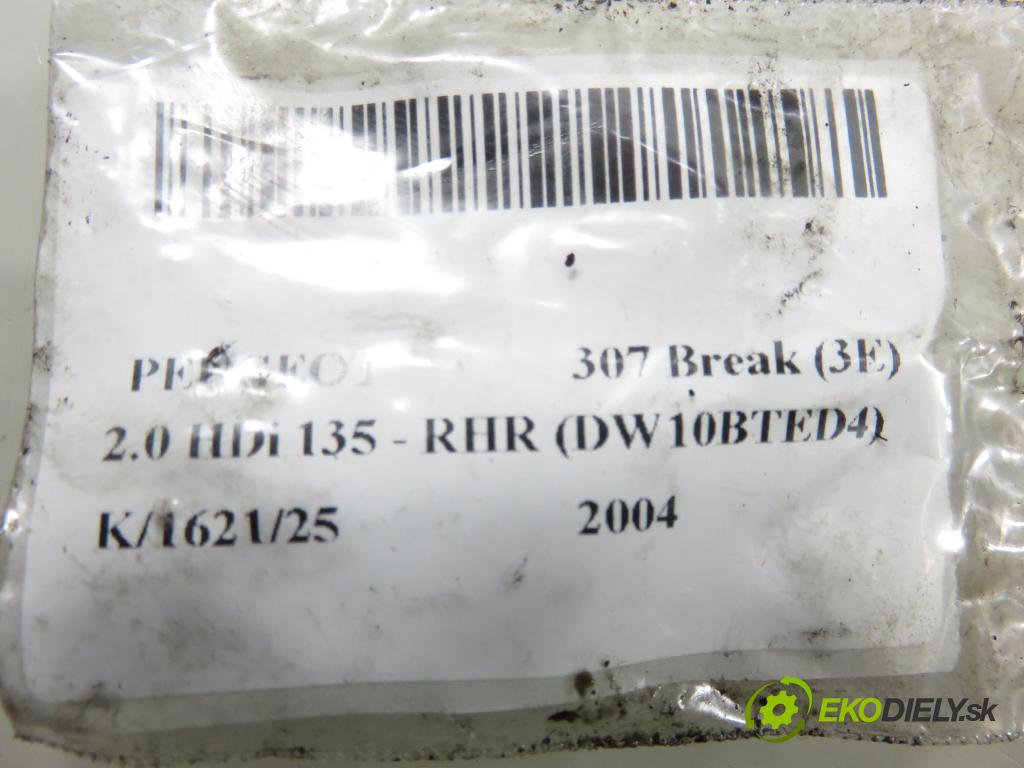 PEUGEOT 307 Break (3E)
2.0 HDi 135 - RHR (DW10BTED4)
K/1621/25 2004
EKODIELY.sk